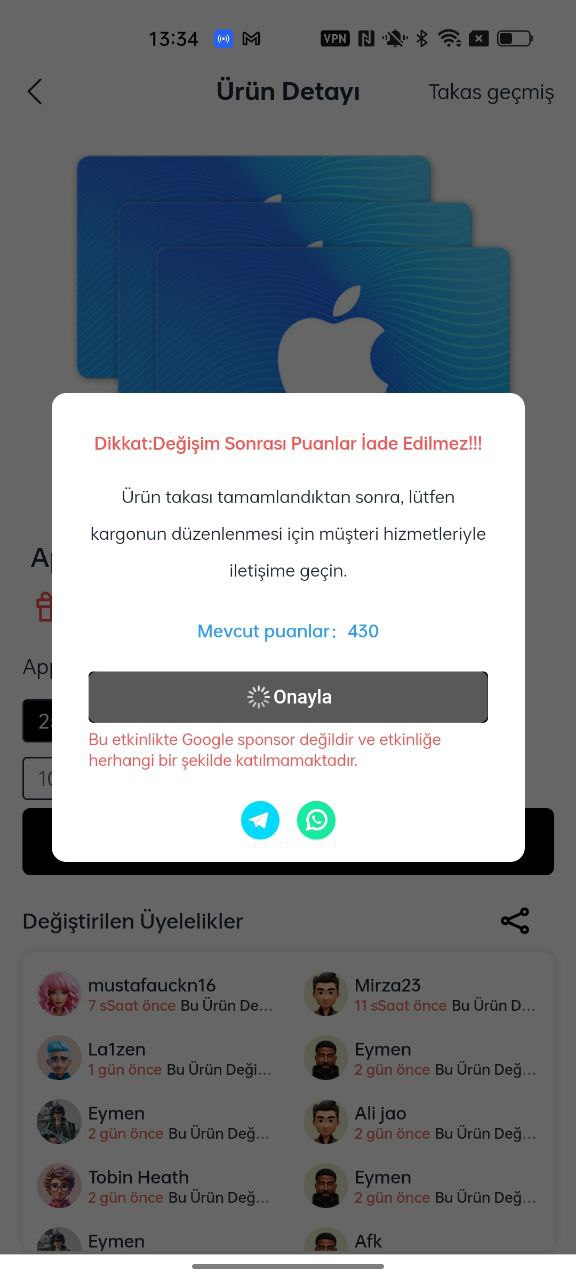 13:34
VPN
Ürün Detayı
Takas geçmiş
Dikkat:Değişim Sonrası Puanlar İade Edilmez!!!
Ürün takası tamamlandıktan sonra, lütfen
kargonun düzenlenmesi için müşteri hizmetleriyle
iletişime geçin.
Mevcut puanlar: 430
Onayla
Bu etkinlikte Google sponsor değildir ve etkinliğe
herhangi bir şekilde katılmamaktadır.
Değiştirilen Üyelelikler
mustafauckn16
7 sSaat önce Bu Ürün De...
Mirza23
11 sSaat önce Bu Ürün D...
La1zen
1 gün önce Bu Ürün Deği...
Eymen
2 gün önce Bu Ürün Değ...
Eymen
2 gün önce Bu Ürün Değ...
Ali jao
2 gün önce Bu Ürün Değ...
Tobin Heath
2 gün önce Bu Ürün Değ...
Eymen
2 gün önce Bu Ürün Değ...
Eymen
Afk